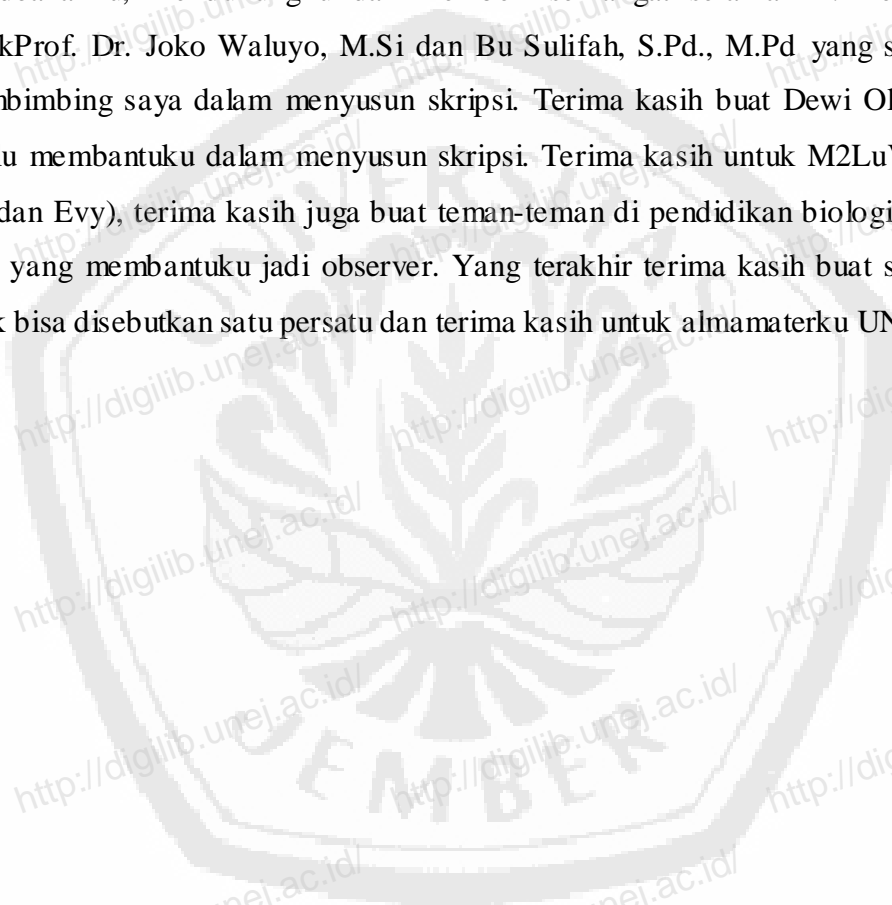 kProf. Dr. Joko Waluyo, M.Si dan Bu Sulifah, S.Pd., M.Pd yang s
bimbing saya dalam menyusun skripsi. Terima kasih buat Dewi
u membantuku dalam menyusun skripsi. Terima kasih untuk M2Lu
dan Evy), terima kasih juga buat teman-teman di pendidikan biologi
yang membantuku jadi observer. Yang terakhir terima kasih buat s
k bisa disebutkan satu persatu dan terima kasih untuk almamaterku UN
UNIVERSITAS
JEMBER
http://digilib.unej.ac.id/
http://digilib.unej.ac.id/
http://digilib.unej.ac.id/
http://digilib.unej.ac.id/
http://digilib.unej.ac.id/
http://digilib.unej.ac.id/
http://digilib.unej.ac.id/
http://digilib.unej.ac.id/